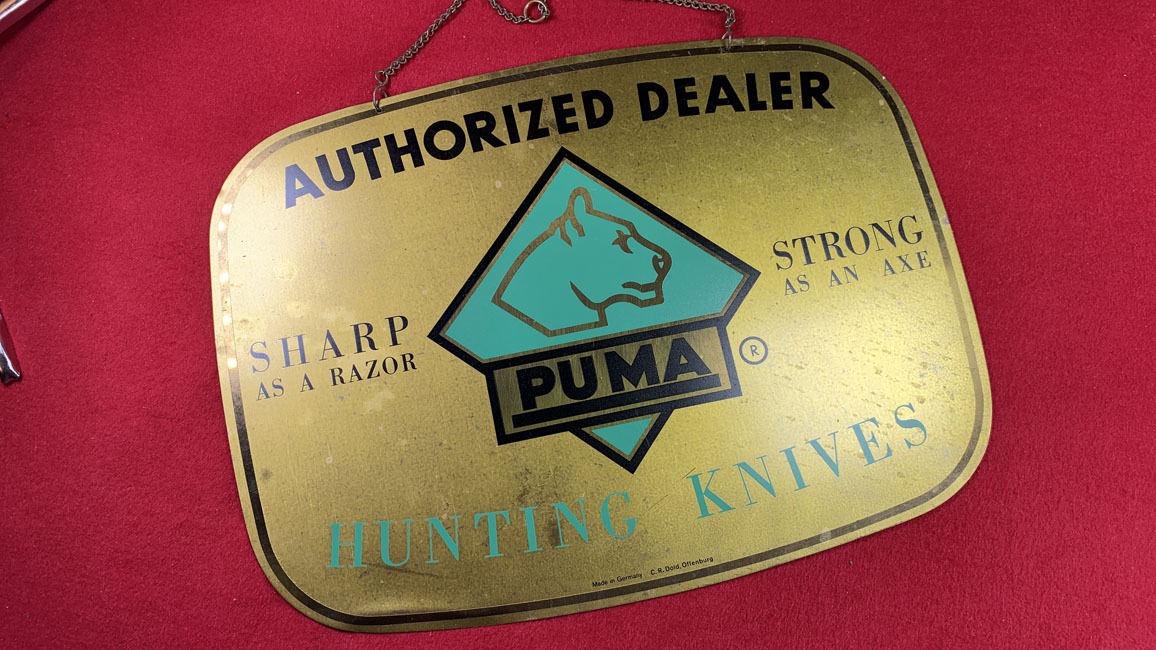 AUTHORIZED DEALER
SHARP
AS A RAZOR
STRONG
AS AN AXE
PUMA
®
HUNTING KNIVES
Made in Germany C.R.Dold, Offenburg